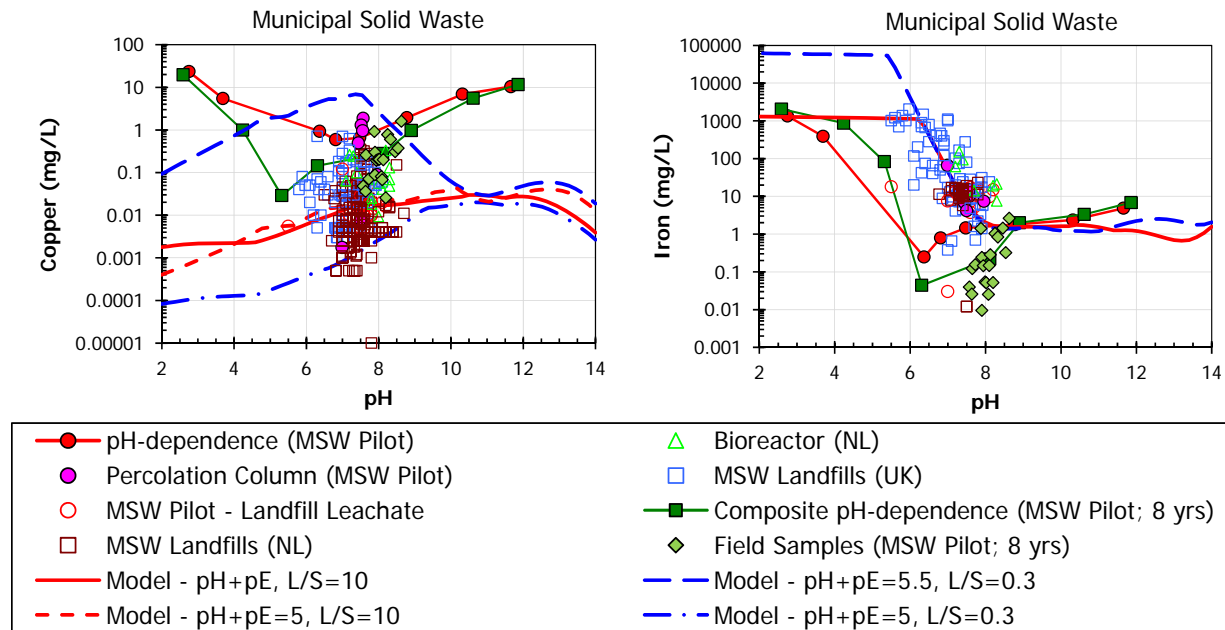 Municipal Solid Waste
Copper (mg/L)
100
10
1
0.1
0.01
0.001
0.0001
0.00001
2 4 6 8 10 12 14
pH
Municipal Solid Waste
Iron (mg/L)
100000
10000
1000
100
10
1
0.1
0.01
0.001
2 4 6 8 10 12 14
pH
pH-dependence (MSW Pilot)
Percolation Column (MSW Pilot)
MSW Pilot - Landfill Leachate
MSW Landfills (NL)
Model - pH+pE, L/S=10
Model - pH+pE=5, L/S=10
Bioreactor (NL)
MSW Landfills (UK)
Composite pH-dependence (MSW Pilot; 8 yrs)
Field Samples (MSW Pilot; 8 yrs)
Model - pH+pE=5.5, L/S=0.3
Model - pH+pE=5, L/S=0.3